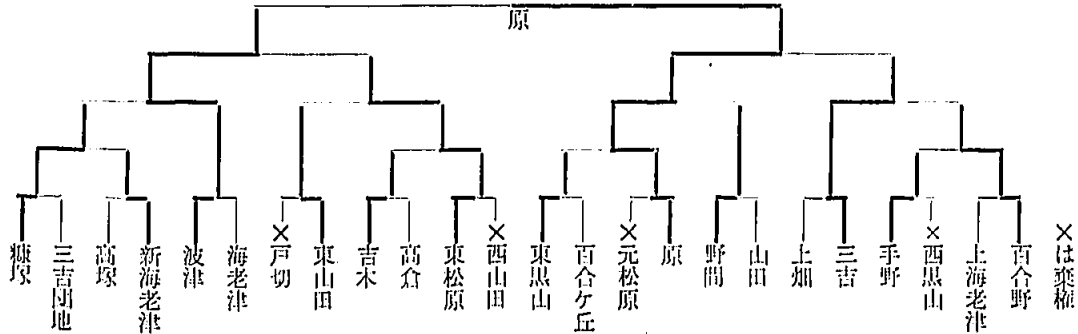 原
糠塚
三吉団地
高塚
新海老津
波津
海老津
×戸切
東山田
吉木
高倉
東松原
×西山田
東黒山
百合ケ丘
×元松原
原
野間
山田
上畑
三吉
手野
×西黒山
上海老津
百合野
×は棄権